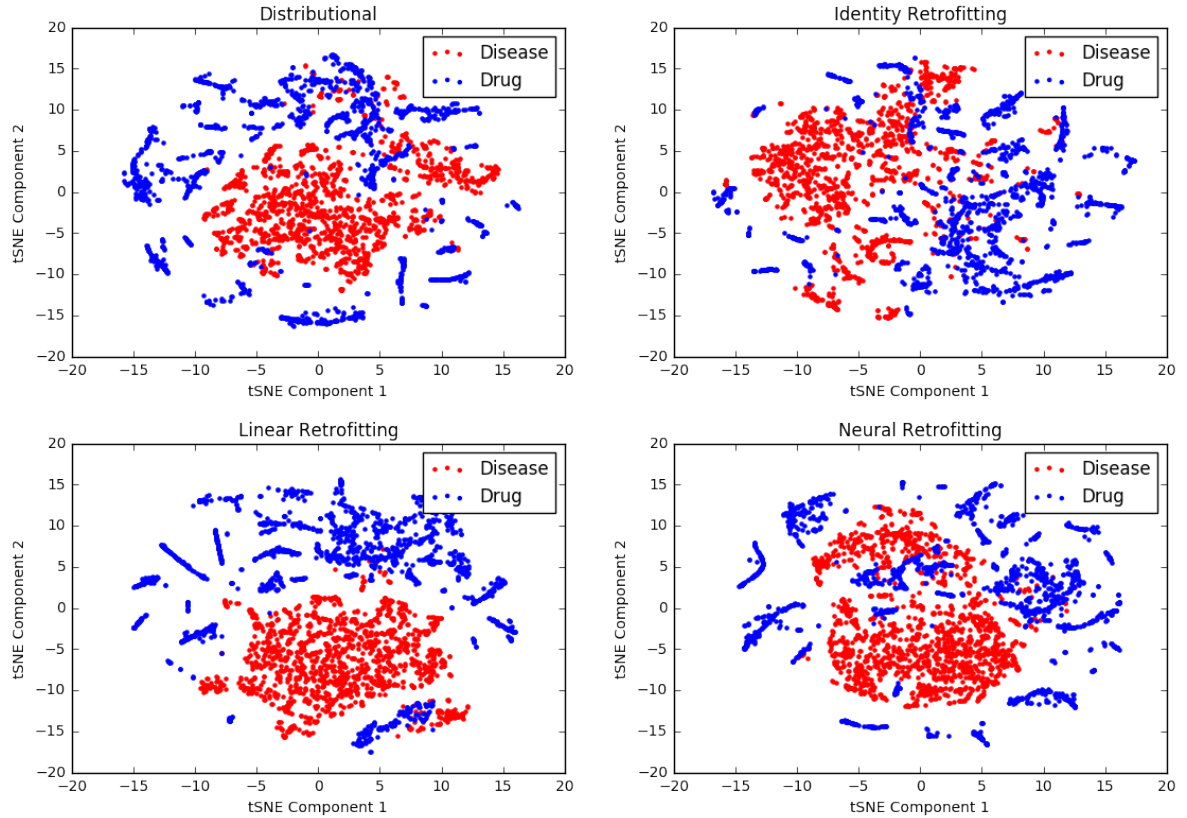 Distributional
Disease
Drug
20
15
10
5
0
−5
−10
−15
−20
−20 −15 −10 −5 0 5 10 15 20
tSNE Component 1
tSNE Component 2
Identity Retrofitting
Disease
Drug
20
15
10
5
0
−5
−10
−15
−20
−20 −15 −10 −5 0 5 10 15 20
tSNE Component 1
tSNE Component 2
Linear Retrofitting
Disease
Drug
20
15
10
5
0
−5
−10
−15
−20
−20 −15 −10 −5 0 5 10 15 20
tSNE Component 1
tSNE Component 2
Neural Retrofitting
Disease
Drug
20
15
10
5
0
−5
−10
−15
−20
−20 −15 −10 −5 0 5 10 15 20
tSNE Component 1
tSNE Component 2